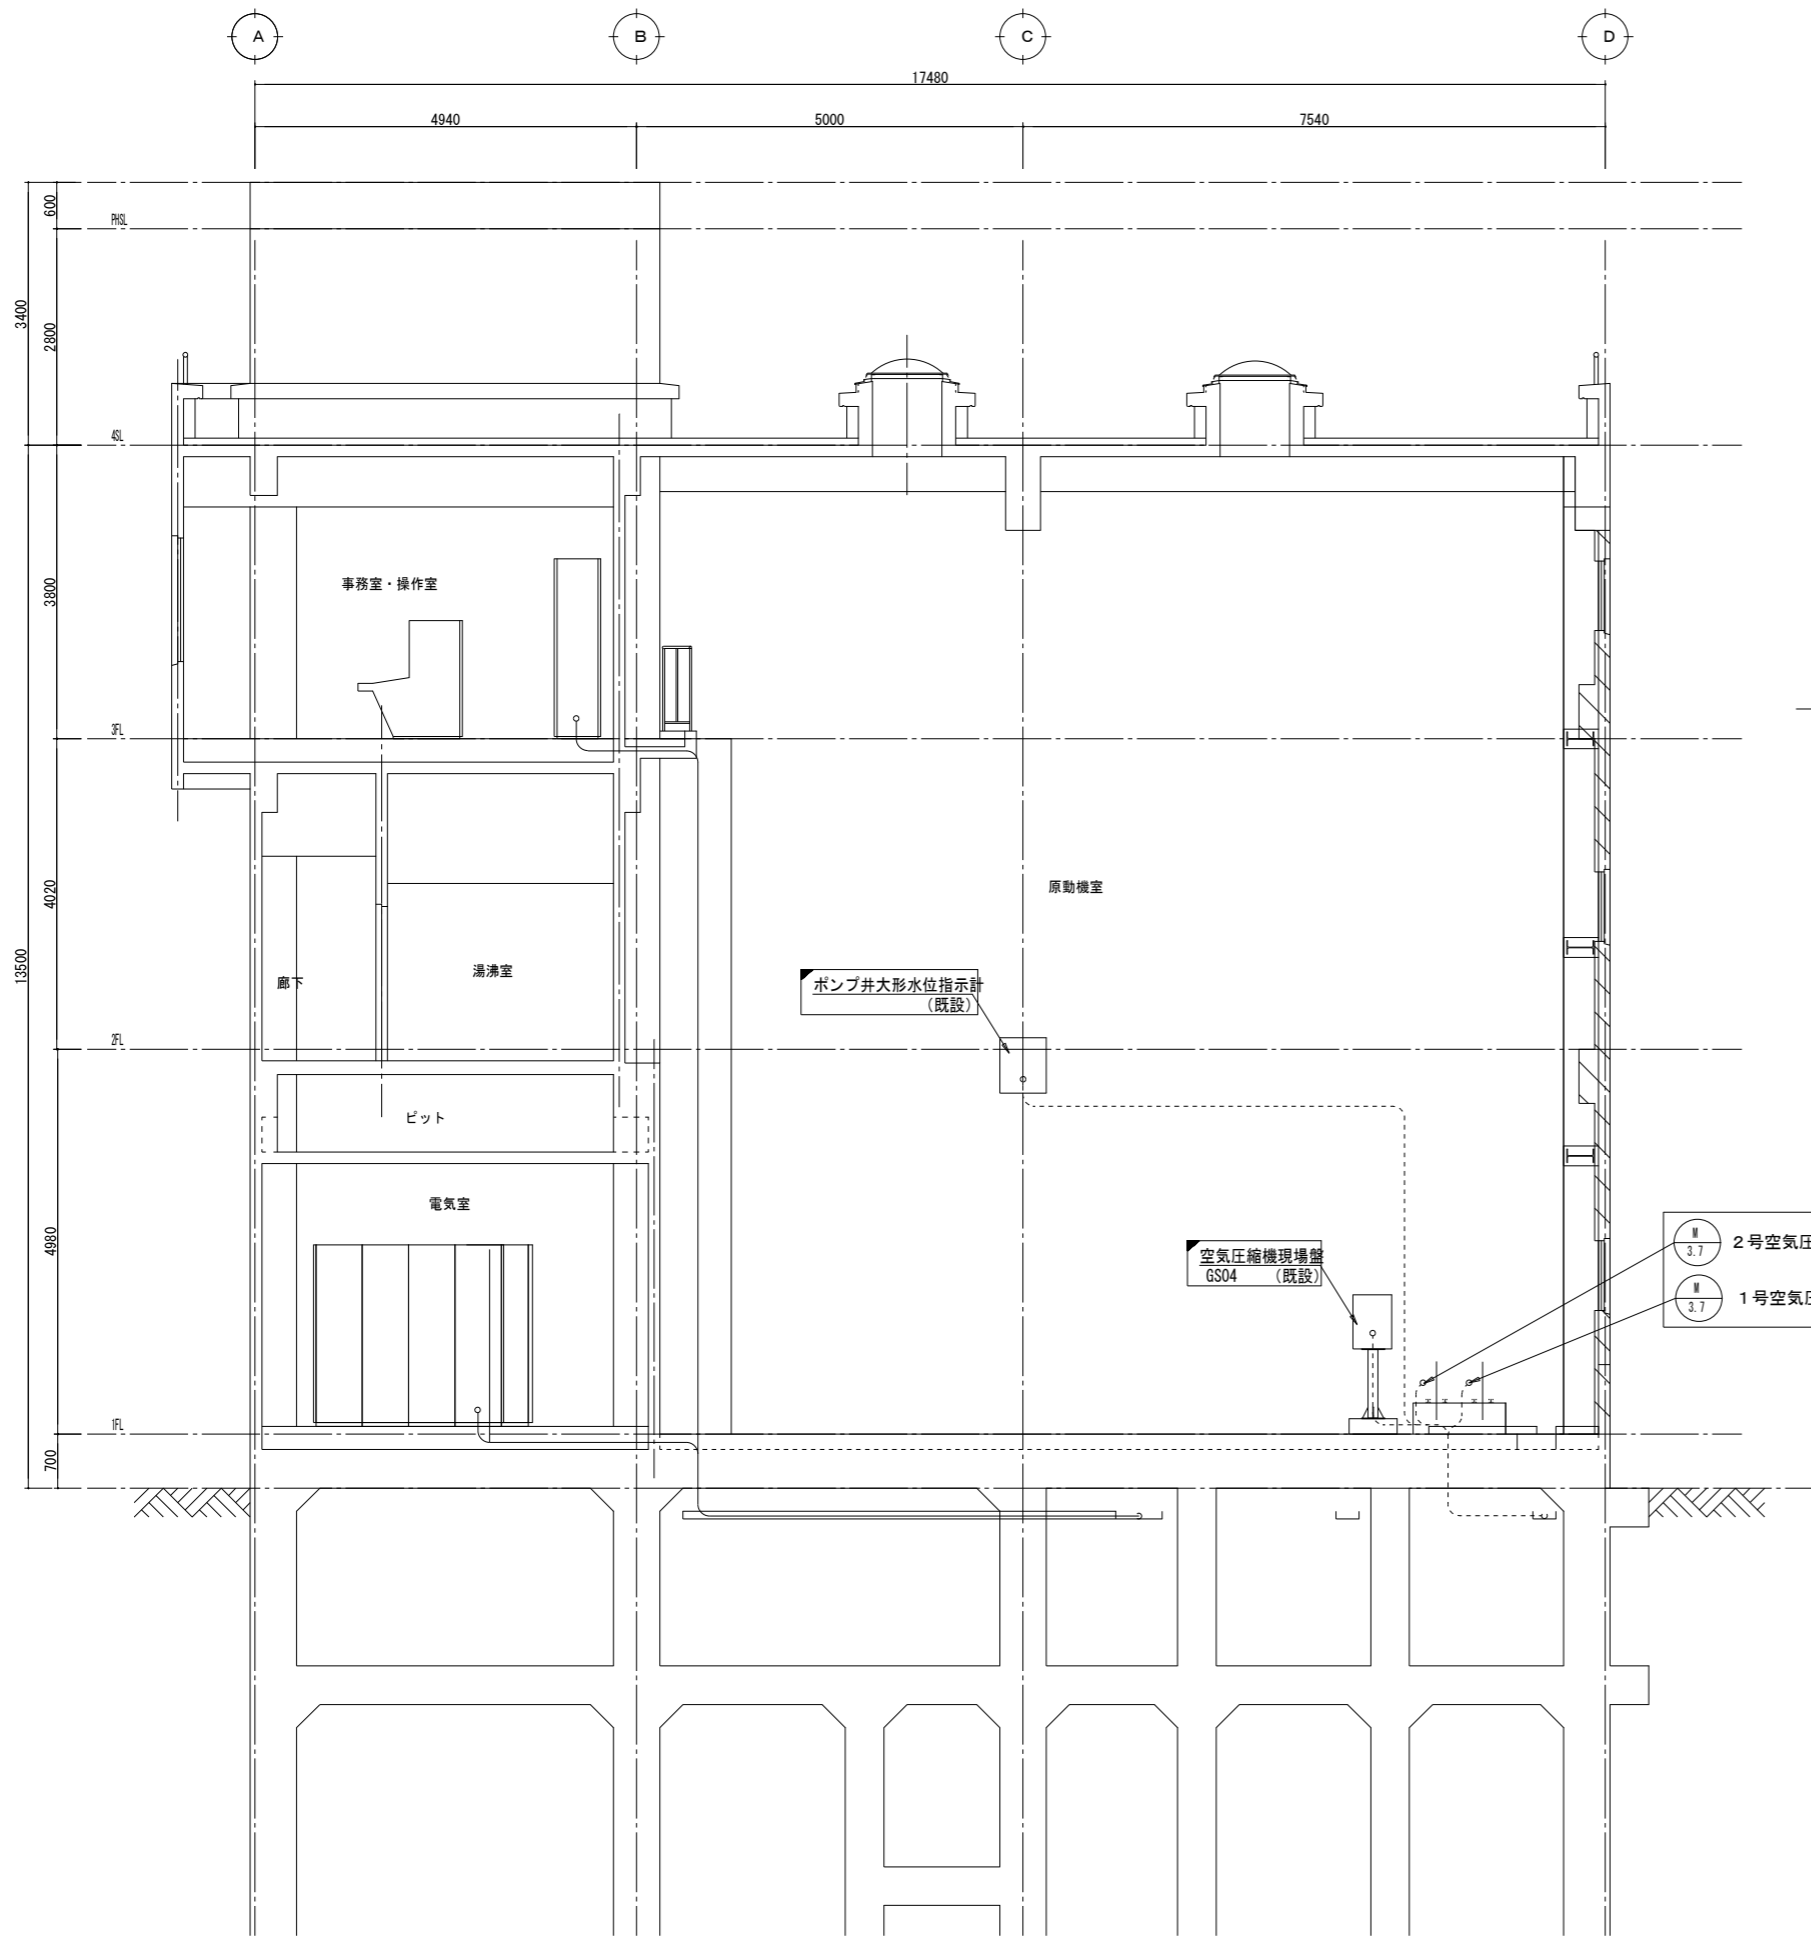 A
B
C
D
17480
4940
5000
7540
600
PHSL
3400
2800
4SL
3800
事務室・操作室
3FL
4020
原動機室
13500
廊下
湯沸室
ポンプ井大形水位指示計
(既設)
2FL
ピット
電気室
4980
空気圧縮機現場盤
GS04 (既設)
M
3.7
2号空気圧
M
3.7
1号空気圧
1FL
700